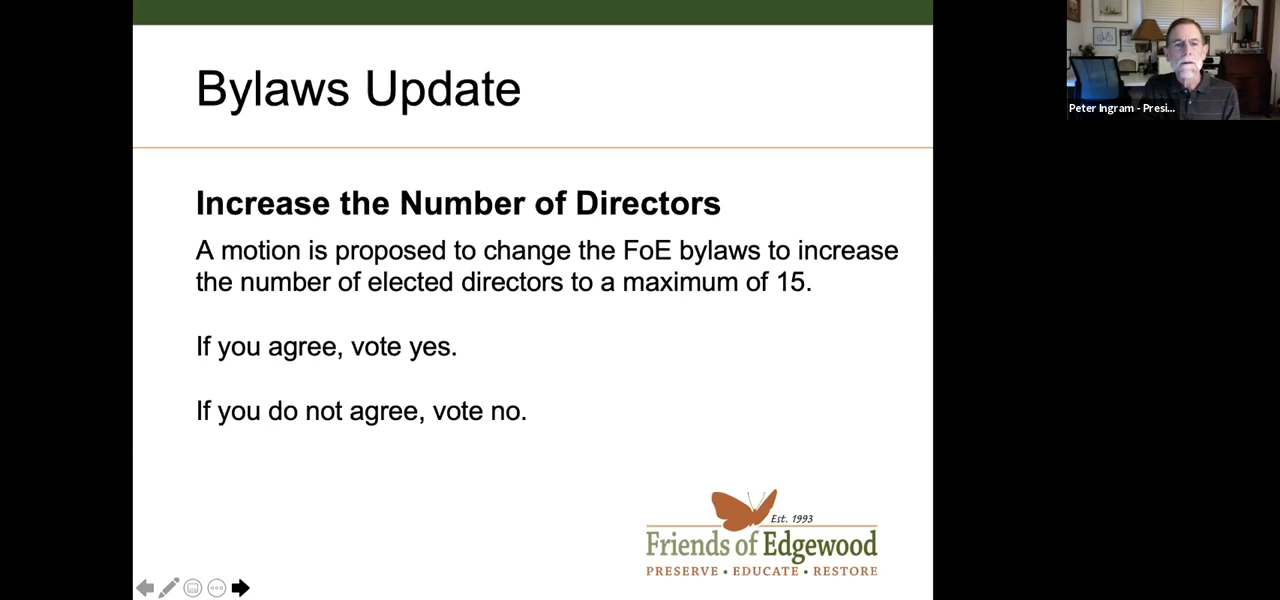 Bylaws Update
Peter Ingram - Presi...
Increase the Number of Directors
A motion is proposed to change the FoE bylaws to increase
the number of elected directors to a maximum of 15.
If you agree, vote yes.
If you do not agree, vote no.
Est. 1993
Friends of Edgewood
PRESERVE • EDUCATE • RESTORE